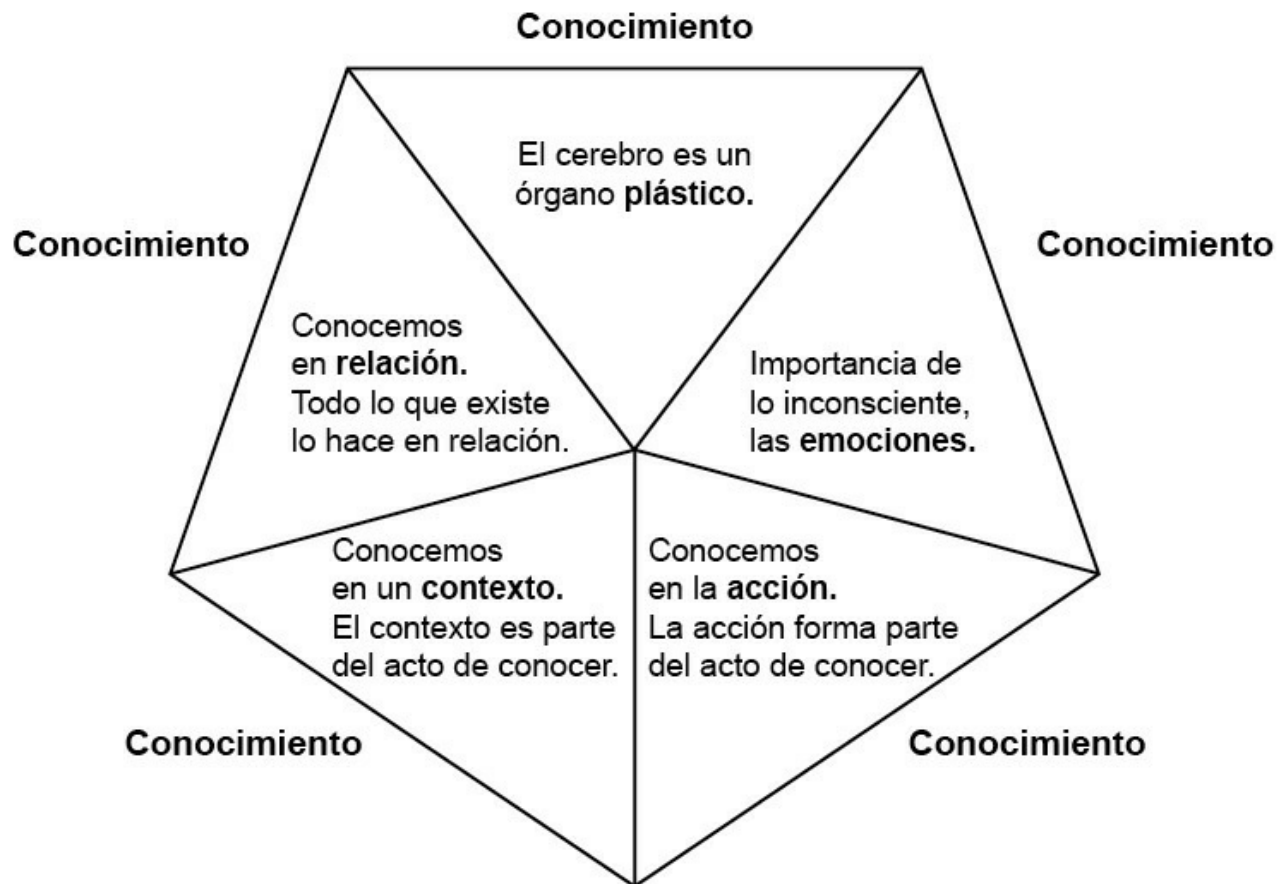 Conocimiento
El cerebro es un
órgano plástico.
Conocimiento
Conocimiento
Conocemos
en relación.
Todo lo que existe
lo hace en relación.
Importancia de
lo inconsciente,
las emociones.
Conocemos
en un contexto.
El contexto es parte
del acto de conocer.
Conocemos
en la acción.
La acción forma parte
del acto de conocer.
Conocimiento
Conocimiento